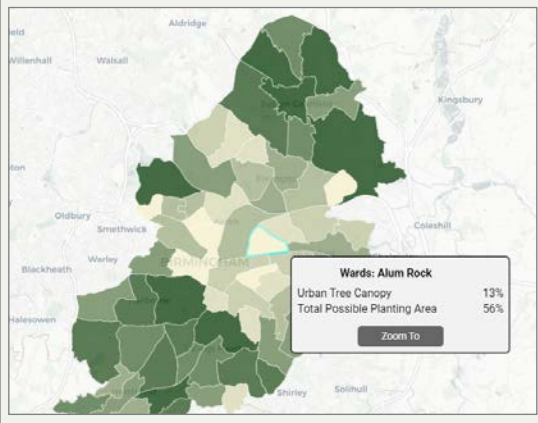 Aldridge
Willenhall
Walsall
Kingsbury
Oldbury
Smethwick
Coleshill
Warley
BIRMINGHAM
Blackheath
Wards: Alum Rock
Urban Tree Canopy 13%
Total Possible Planting Area 56%
Halesowen
Zoom To
Shirley
Solihull